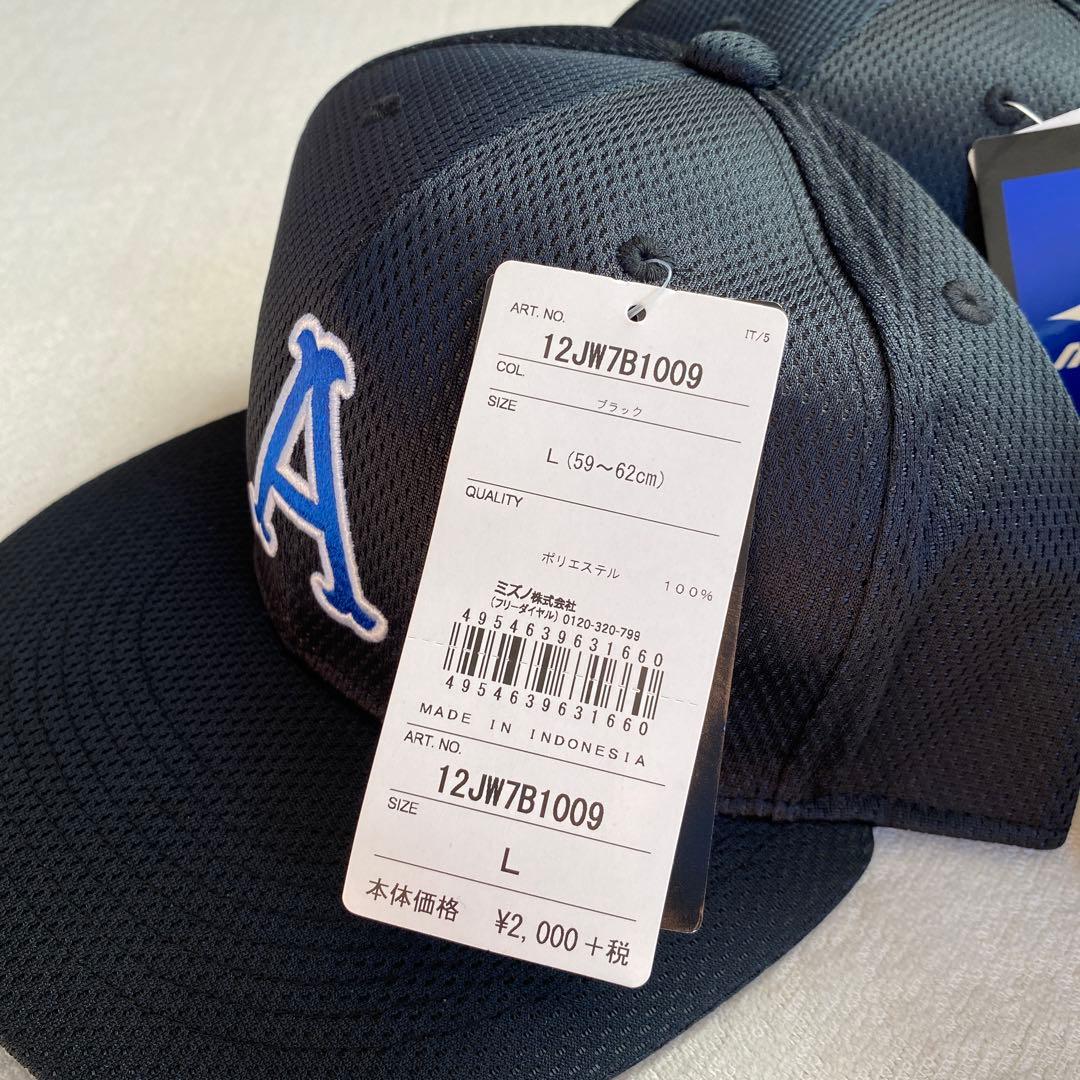 A
ART. NO.
IT/5
12JW7B1009
COL.
ブラック
SIZE
L (59～62cm)
QUALITY
ポリエステル 100%
ミズノ株式会社
(フリーダイヤル) 0120-320-799
4954639631660
4954639631660
MADE IN INDONESIA
ART. NO.
12JW7B1009
SIZE
L
本体価格 ¥2,000+税